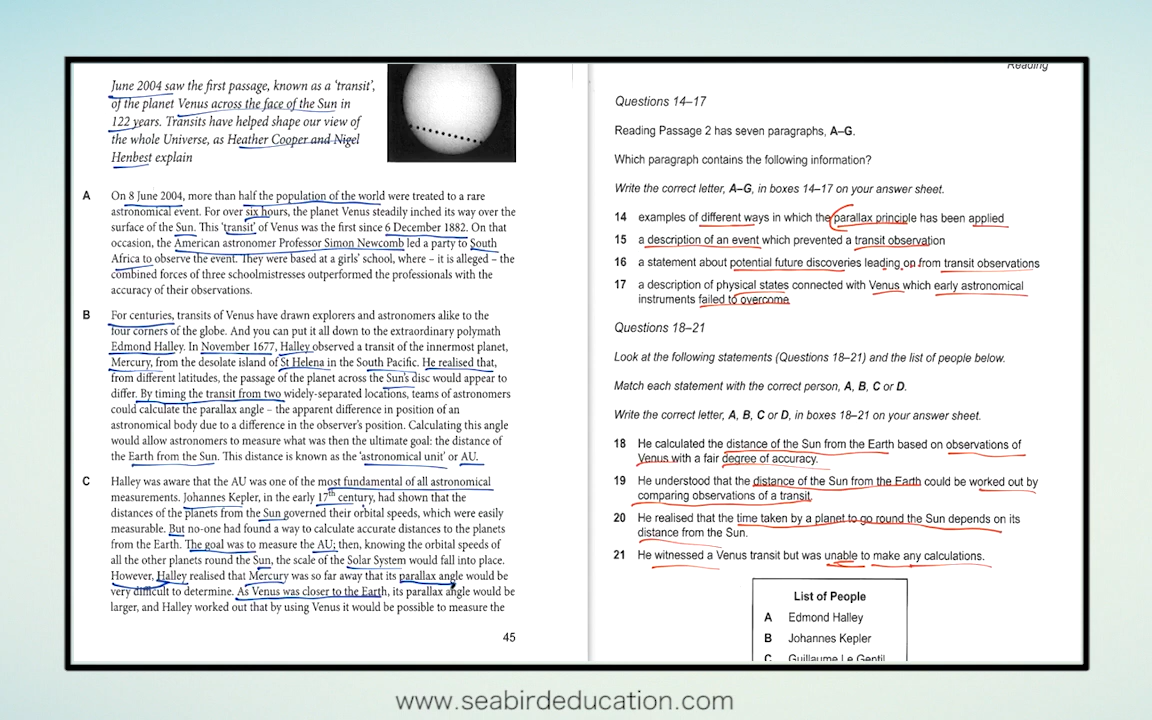 June 2004 saw the first passage, known as a ‘transit’,
of the planet Venus across the face of the Sun in
122 years. Transits have helped shape our view of
the whole Universe, as Heather Cooper and Nigel
Henbest explain
A On 8 June 2004, more than half the population of the world were treated to a rare
astronomical event. For over six hours, the planet Venus steadily inched its way over the
surface of the Sun. This ‘transit’ of Venus was the first since 6 December 1882. On that
occasion, the American astronomer Professor Simon Newcomb led a party to South
Africa to observe the event. They were based at a girls’ school, where – it is alleged – the
combined forces of three schoolmistresses outperformed the professionals with the
accuracy of their observations.
B For centuries, transits of Venus have drawn explorers and astronomers alike to the
four corners of the globe. And you can put it all down to the extraordinary polymath
Edmond Halley. In November 1677, Halley observed a transit of the innermost planet,
Mercury, from the desolate island of St Helena in the South Pacific. He realised that,
from different latitudes, the passage of the planet across the Sun’s disc would appear to
differ. By timing the transit from two widely-separated locations, teams of astronomers
could calculate the parallax angle – the apparent difference in position of an
astronomical body due to a difference in the observer’s position. Calculating this angle
would allow astronomers to measure what was then the ultimate goal: the distance of
the Earth from the Sun. This distance is known as the ‘astronomical unit’ or AU.
C Halley was aware that the AU was one of the most fundamental of all astronomical
measurements. Johannes Kepler, in the early 17th century, had shown that the
distances of the planets from the Sun governed their orbital speeds, which were easily
measurable. But no-one had found a way to calculate accurate distances to the planets
from the Earth. The goal was to measure the AU; then, knowing the orbital speeds of
all the other planets round the Sun, the scale of the Solar System would fall into place.
However, Halley realised that Mercury was so far away that its parallax angle would be
very difficult to determine. As Venus was closer to the Earth, its parallax angle would be
larger, and Halley worked out that by using Venus it would be possible to measure the
45
Reading
Questions 14–17
Reading Passage 2 has seven paragraphs, A–G.
Which paragraph contains the following information?
Write the correct letter, A–G, in boxes 14–17 on your answer sheet.
14 examples of different ways in which the parallax principle has been applied
15 a description of an event which prevented a transit observation
16 a statement about potential future discoveries leading on from transit observations
17 a description of physical states connected with Venus which early astronomical
instruments failed to overcome
Questions 18–21
Look at the following statements (Questions 18–21) and the list of people below.
Match each statement with the correct person, A, B, C or D.
Write the correct letter, A, B, C or D, in boxes 18–21 on your answer sheet.
18 He calculated the distance of the Sun from the Earth based on observations of
Venus with a fair degree of accuracy.
19 He understood that the distance of the Sun from the Earth could be worked out by
comparing observations of a transit.
20 He realised that the time taken by a planet to go round the Sun depends on its
distance from the Sun.
21 He witnessed a Venus transit but was unable to make any calculations.
List of People
A Edmond Halley
B Johannes Kepler
C Guillaume Le Gentil
www.seabirdeducation.com